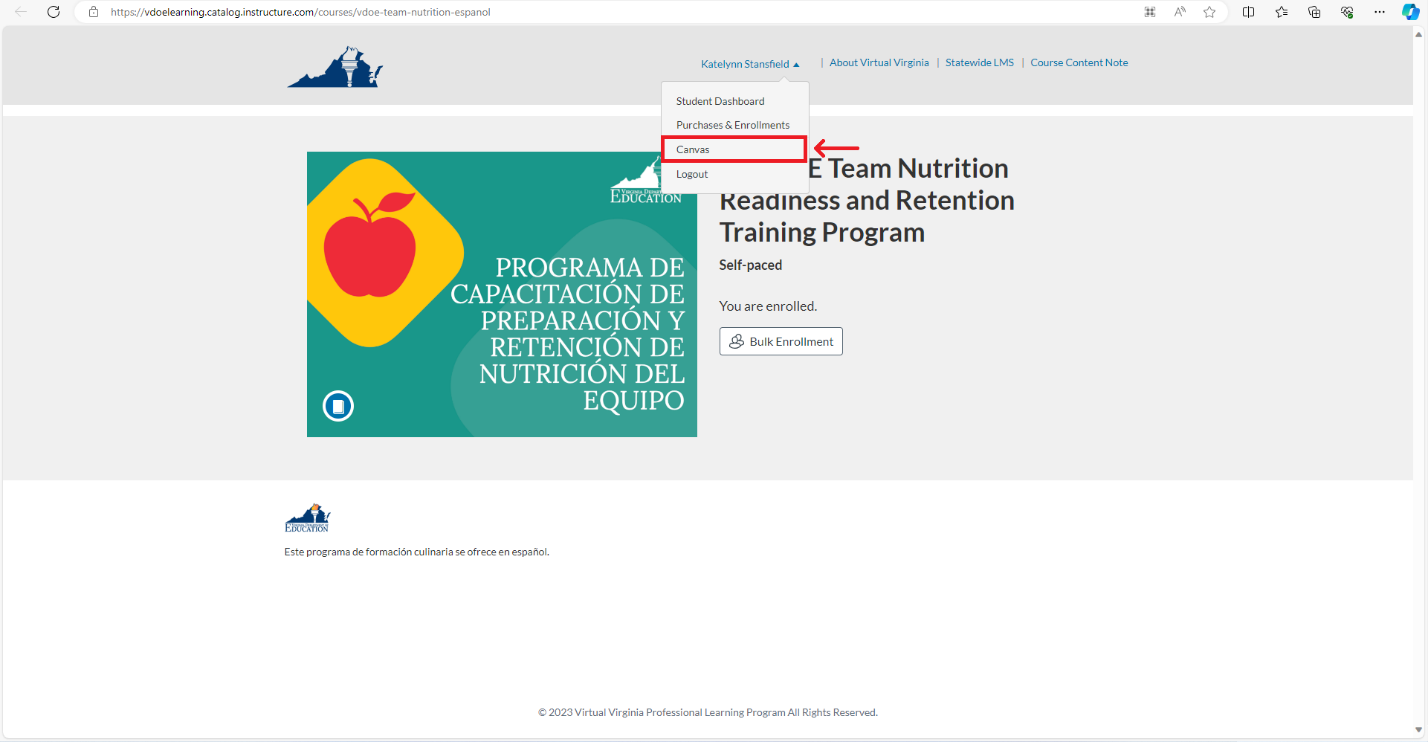 https://vdoelearning.catalog.instructure.com/courses/vdoe-team-nutrition-espanol
Katelynn Stansfield | About Virtual Virginia | Statewide LMS | Course Content Note
Student Dashboard
Purchases & Enrollments
Canvas
Logout
EDUCATION
PROGRAMA DE
CAPACITACIÓN DE
PREPARACIÓN Y
RETENCIÓN DE
NUTRICIÓN DEL
EQUIPO
E Team Nutrition
Readiness and Retention
Training Program
Self-paced
You are enrolled.
Bulk Enrollment
EDUCATION
Este programa de formación culinaria se ofrece en español.
© 2023 Virtual Virginia Professional Learning Program All Rights Reserved.